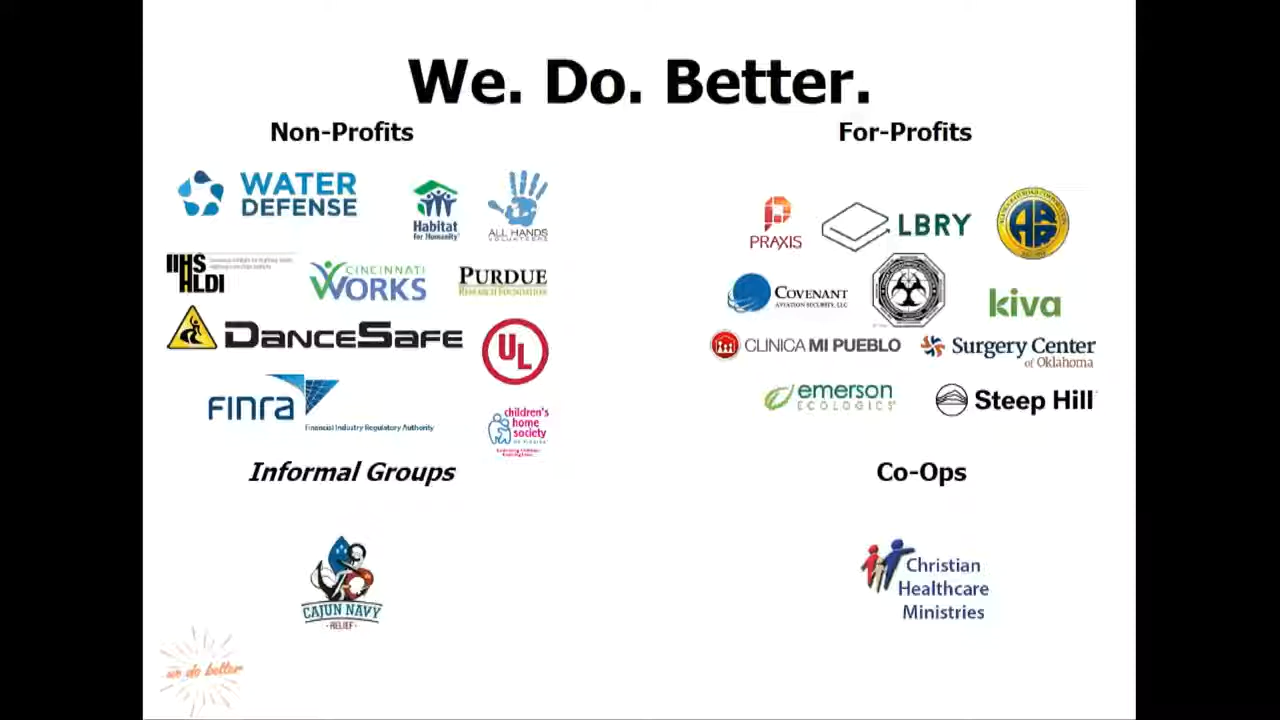 We. Do. Better.
Non-Profits
For-Profits
WATER
DEFENSE
Habitat
for Humanity
ALL HANDS
VOLUNTEERS
PRAXIS
LBRY
ARRC
IIHS
HLDI
CINCINNATI
WORKS
PURDUE
RESEARCH FOUNDATION
COVENANT
AVIATION SECURITY, LLC
kiva
DANCESAFE
UL
CLINICA MI PUEBLO
Surgery Center
of Oklahoma
FINRA
Financial Industry Regulatory Authority
children's
home
society
OF FLORIDA
emerson
ECOLOGICS
Steep Hill
Informal Groups
Co-Ops
CAJUN NAVY
· RELIEF ·
Christian
Healthcare
Ministries
we do better